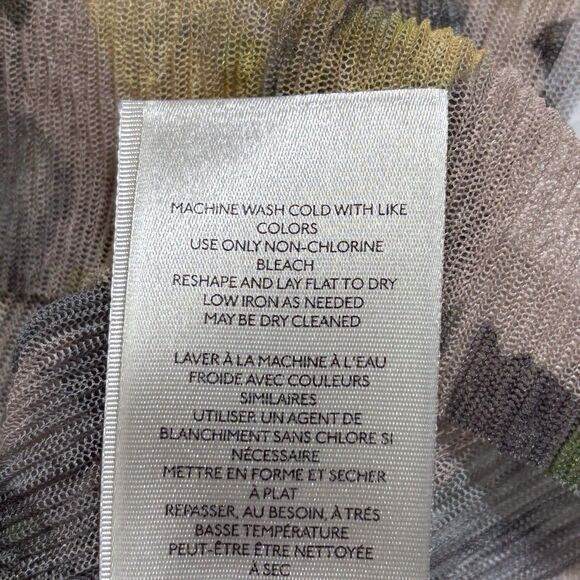 MACHINE WASH COLD WITH LIKE
COLORS
USE ONLY NON-CHLORINE
BLEACH
RESHAPE AND LAY FLAT TO DRY
LOW IRON AS NEEDED
MAY BE DRY CLEANED
LAVER À LA MACHINE À L'EAU
FROIDE AVEC COULEURS
SIMILAIRES
UTILISER UN AGENT DE
BLANCHIMENT SANS CHLORE SI
NÉCESSAIRE
METTRE EN FORME ET SECHER
À PLAT
REPASSER, AU BESOIN, À TRÈS
BASSE TEMPÉRATURE
PEUT-ÊTRE ÊTRE NETTOYÉE
À SEC